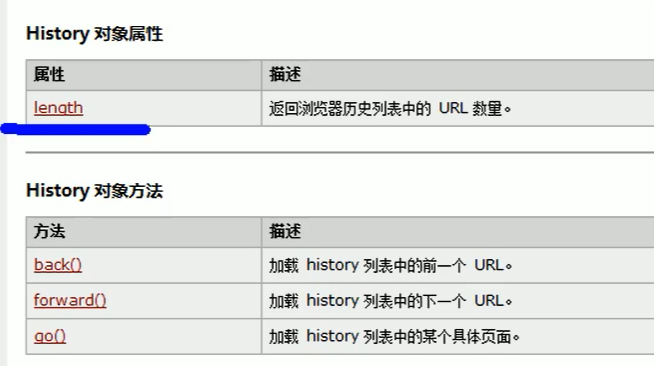 History 对象属性
属性 描述
length 返回浏览器历史列表中的 URL 数量。
History 对象方法
方法 描述
back() 加载 history 列表中的前一个 URL。
forward() 加载 history 列表中的下一个 URL。
go() 加载 history 列表中的某个具体页面。